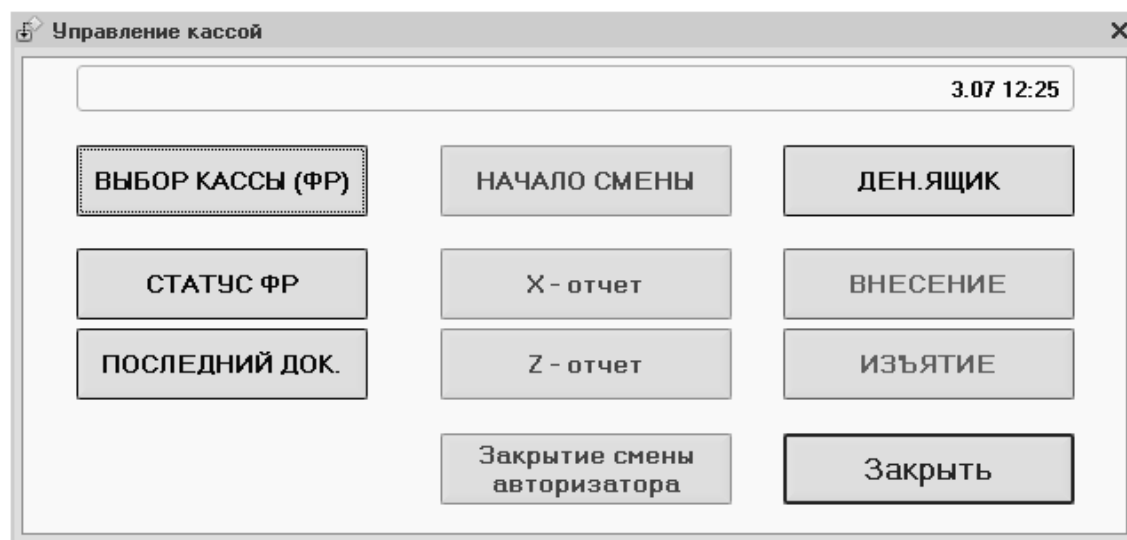 Управление кассой
3.07 12:25
ВЫБОР КАССЫ (ФР)
НАЧАЛО СМЕНЫ
ДЕН.ЯЩИК
СТАТУС ФР
X - отчет
ВНЕСЕНИЕ
ПОСЛЕДНИЙ ДОК.
Z - отчет
ИЗЪЯТИЕ
Закрытие смены
авторизатора
Закрыть